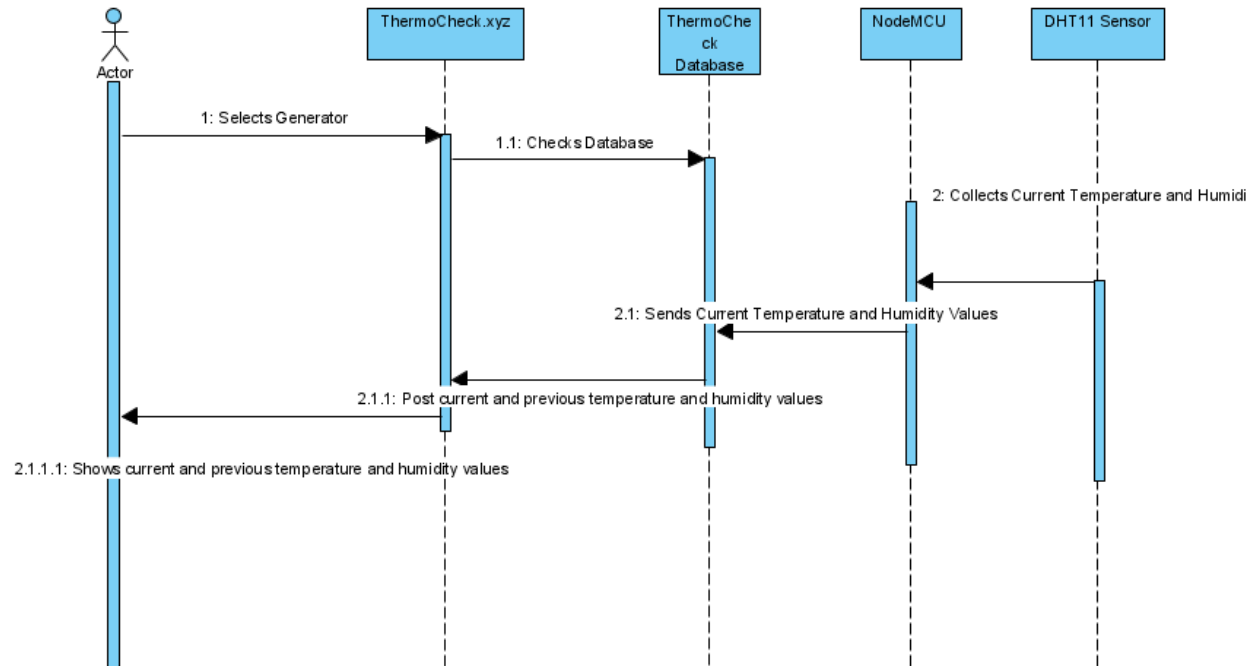 ThermoCheck.xyz
ThermoChe
ck
Database
NodeMCU
DHT11 Sensor
Actor
1: Selects Generator
1.1: Checks Database
2: Collects Current Temperature and Humidi
2.1: Sends Current Temperature and Humidity Values
2.1.1: Post current and previous temperature and humidity values
2.1.1.1: Shows current and previous temperature and humidity values